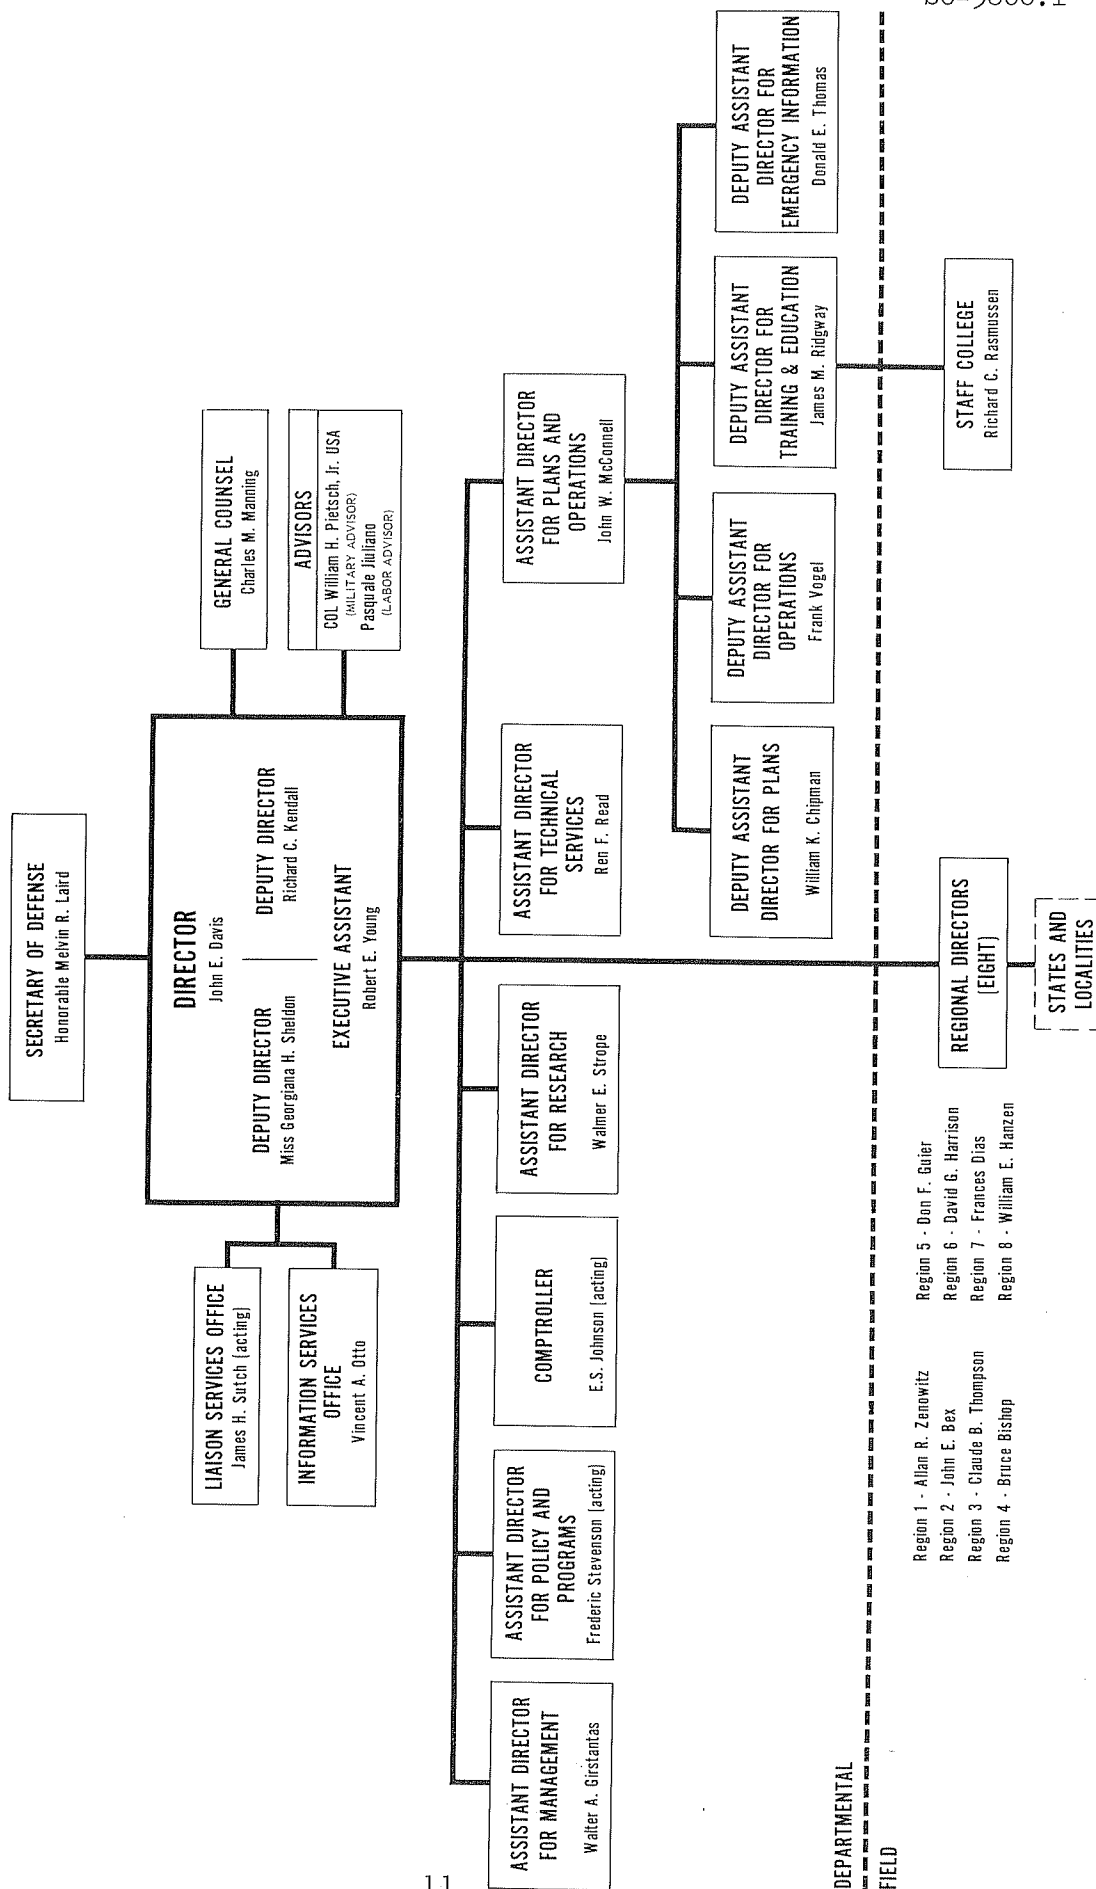 SECRETARY OF DEFENSE
Honorable Melvin R. Laird
DIRECTOR
John E. Davis
DEPUTY DIRECTOR
Miss Georgiana H. Sheldon
DEPUTY DIRECTOR
Richard C. Kendall
EXECUTIVE ASSISTANT
Robert E. Young
LIAISON SERVICES OFFICE
James H. Sutch (acting)
INFORMATION SERVICES
OFFICE
Vincent A. Otto
GENERAL COUNSEL
Charles M. Manning
ADVISORS
COL William H. Pietsch, Jr. USA
(MILITARY ADVISOR)
Pasquale Jiuliano
(LABOR ADVISOR)
ASSISTANT DIRECTOR
FOR MANAGEMENT
Walter A. Girstantas
ASSISTANT DIRECTOR
FOR POLICY AND
PROGRAMS
Frederic Stevenson (acting)
COMPTROLLER
E.S. Johnson (acting)
ASSISTANT DIRECTOR
FOR RESEARCH
Walmer E. Strope
ASSISTANT DIRECTOR
FOR TECHNICAL
SERVICES
Ren F. Read
ASSISTANT DIRECTOR
FOR PLANS AND
OPERATIONS
John W. McConnell
DEPUTY ASSISTANT
DIRECTOR FOR PLANS
William K. Chipman
DEPUTY ASSISTANT
DIRECTOR FOR
OPERATIONS
Frank Vogel
DEPUTY ASSISTANT
DIRECTOR FOR
TRAINING & EDUCATION
James M. Ridgway
DEPUTY ASSISTANT
DIRECTOR FOR
EMERGENCY INFORMATION
Donald E. Thomas
DEPARTMENTAL
FIELD
Region 1 - Allan R. Zenowitz
Region 2 - John E. Bex
Region 3 - Claude B. Thompson
Region 4 - Bruce Bishop
Region 5 - Don F. Guier
Region 6 - David G. Harrison
Region 7 - Frances Dias
Region 8 - William E. Hanzen
REGIONAL DIRECTORS
(EIGHT)
STATES AND
LOCALITIES
STAFF COLLEGE
Richard C. Rasmussen
11